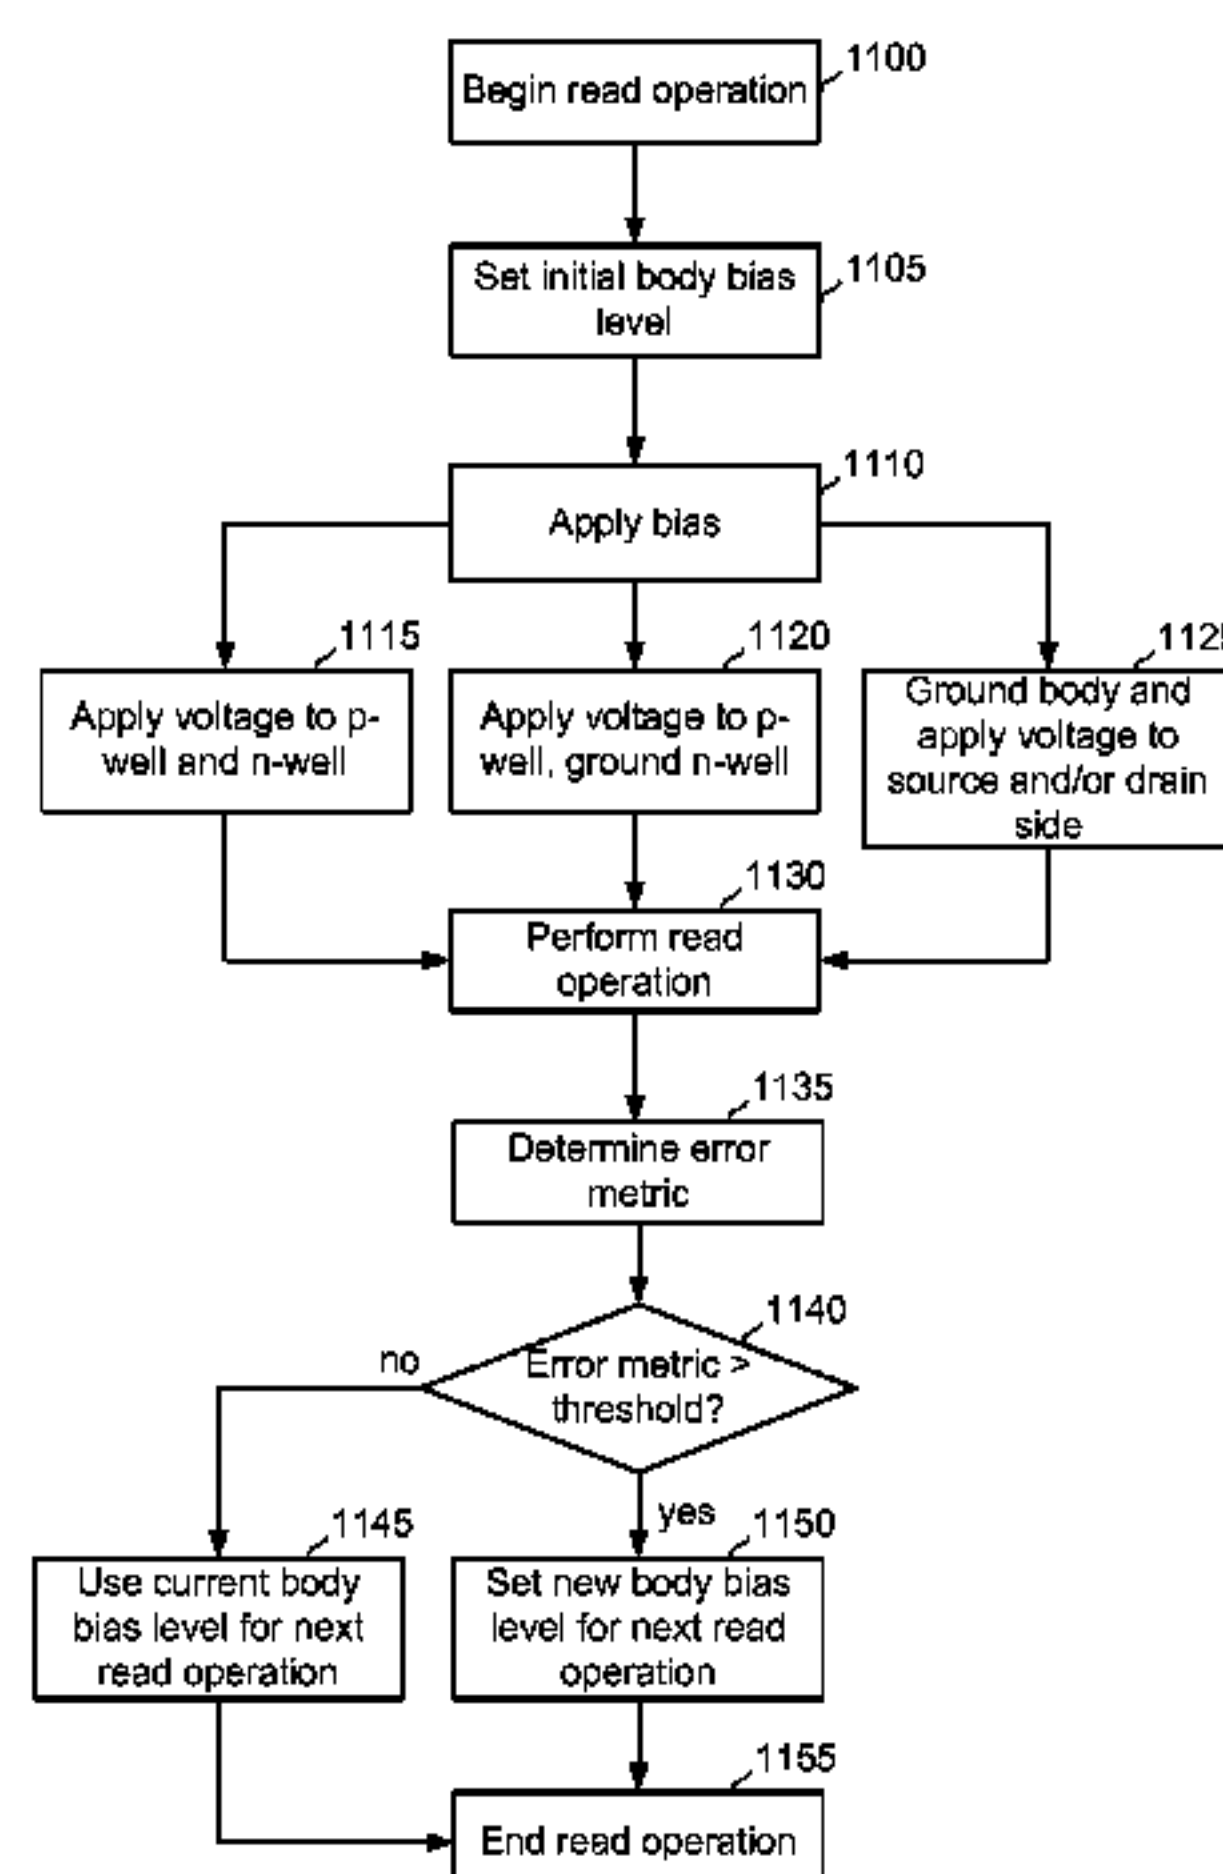 1100
Begin read operation
1105
Set initial body bias
level
1110
Apply bias
1115
Apply voltage to p-
well and n-well
1120
Apply voltage to p-
well, ground n-well
1125
Ground body and
apply voltage to
source and/or drain
side
1130
Perform read
operation
1135
Determine error
metric
1140
Error metric >
threshold?
no
yes
1145
Use current body
bias level for next
read operation
1150
Set new body bias
level for next read
operation
1155
End read operation